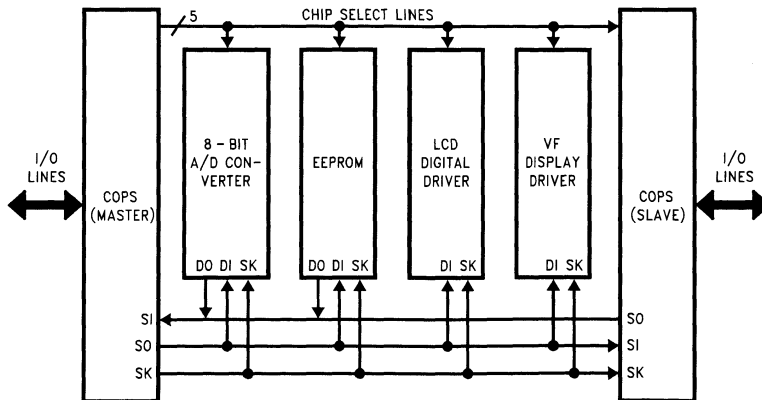 5
CHIP SELECT LINES
I/O
LINES
COPS
(MASTER)
8 - BIT
A/D CON-
VERTER
EEPROM
LCD
DIGITAL
DRIVER
VF
DISPLAY
DRIVER
COPS
(SLAVE)
I/O
LINES
DO DI SK
DO DI SK
DI SK
DI SK
SI
SO
SO
SI
SK
SK